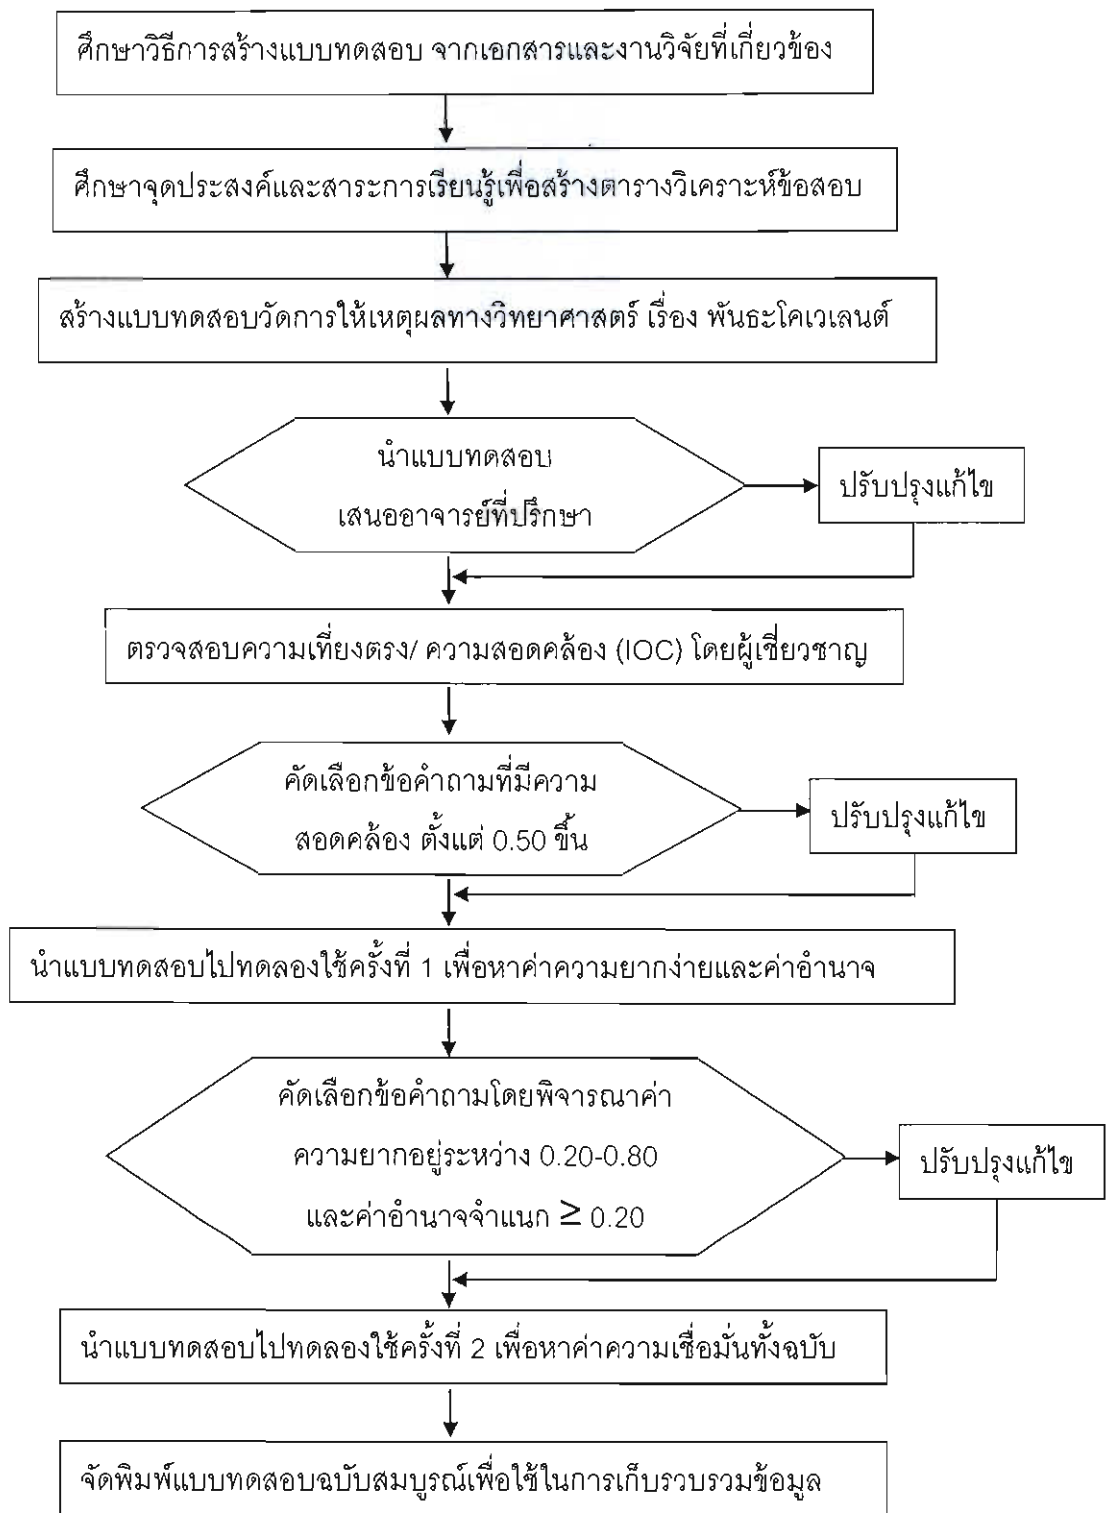 ศึกษาวิธีการสร้างแบบทดสอบ จากเอกสารและงานวิจัยที่เกี่ยวข้อง
ศึกษาจุดประสงค์และสาระการเรียนรู้เพื่อสร้างตารางวิเคราะห์ข้อสอบ
สร้างแบบทดสอบวัดการให้เหตุผลทางวิทยาศาสตร์ เรื่อง พันธะโคเวเลนต์
นำแบบทดสอบ
เสนออาจารย์ที่ปรึกษา
ปรับปรุงแก้ไข
ตรวจสอบความเที่ยงตรง/ ความสอดคล้อง (IOC) โดยผู้เชี่ยวชาญ
คัดเลือกข้อคำถามที่มีความ
สอดคล้อง ตั้งแต่ 0.50 ขึ้น
ปรับปรุงแก้ไข
นำแบบทดสอบไปทดลองใช้ครั้งที่ 1 เพื่อหาค่าความยากง่ายและค่าอำนาจ
คัดเลือกข้อคำถามโดยพิจารณาค่า
ความยากอยู่ระหว่าง 0.20-0.80
และค่าอำนาจจำแนก ≥ 0.20
ปรับปรุงแก้ไข
นำแบบทดสอบไปทดลองใช้ครั้งที่ 2 เพื่อหาค่าความเชื่อมั่นทั้งฉบับ
จัดพิมพ์แบบทดสอบฉบับสมบูรณ์เพื่อใช้ในการเก็บรวบรวมข้อมูล